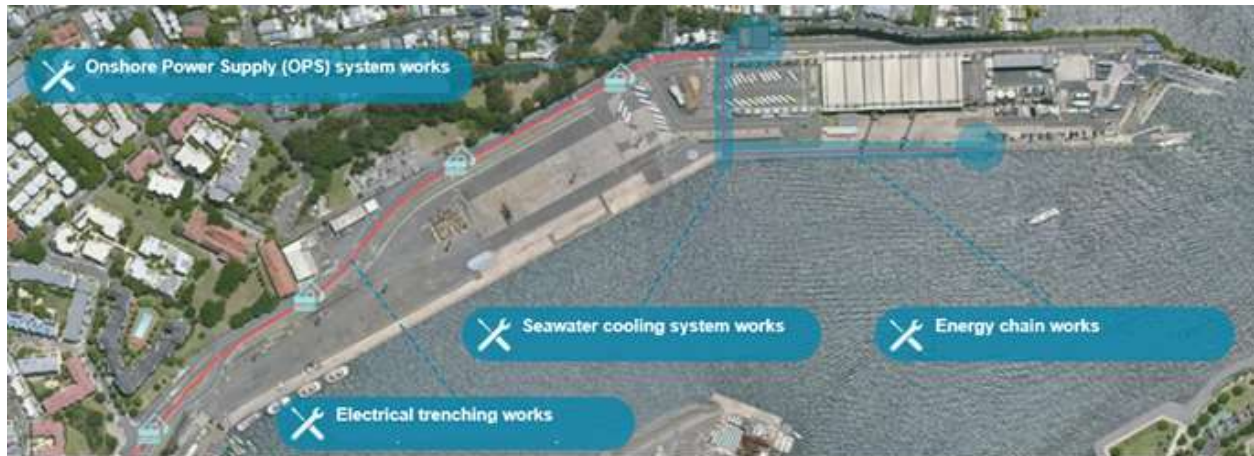 Onshore Power Supply (OPS) system works
Seawater cooling system works
Energy chain works
Electrical trenching works